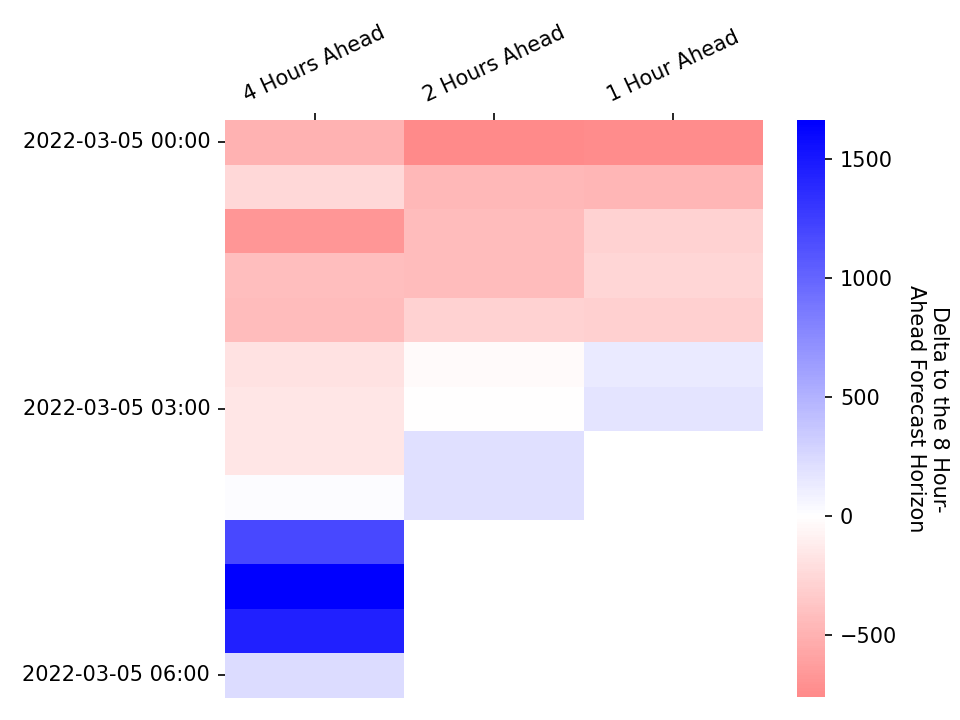 4 Hours Ahead
2 Hours Ahead
1 Hour Ahead
2022-03-05 00:00
2022-03-05 03:00
2022-03-05 06:00
1500
1000
500
0
−500
Delta to the 8 Hour-
Ahead Forecast Horizon